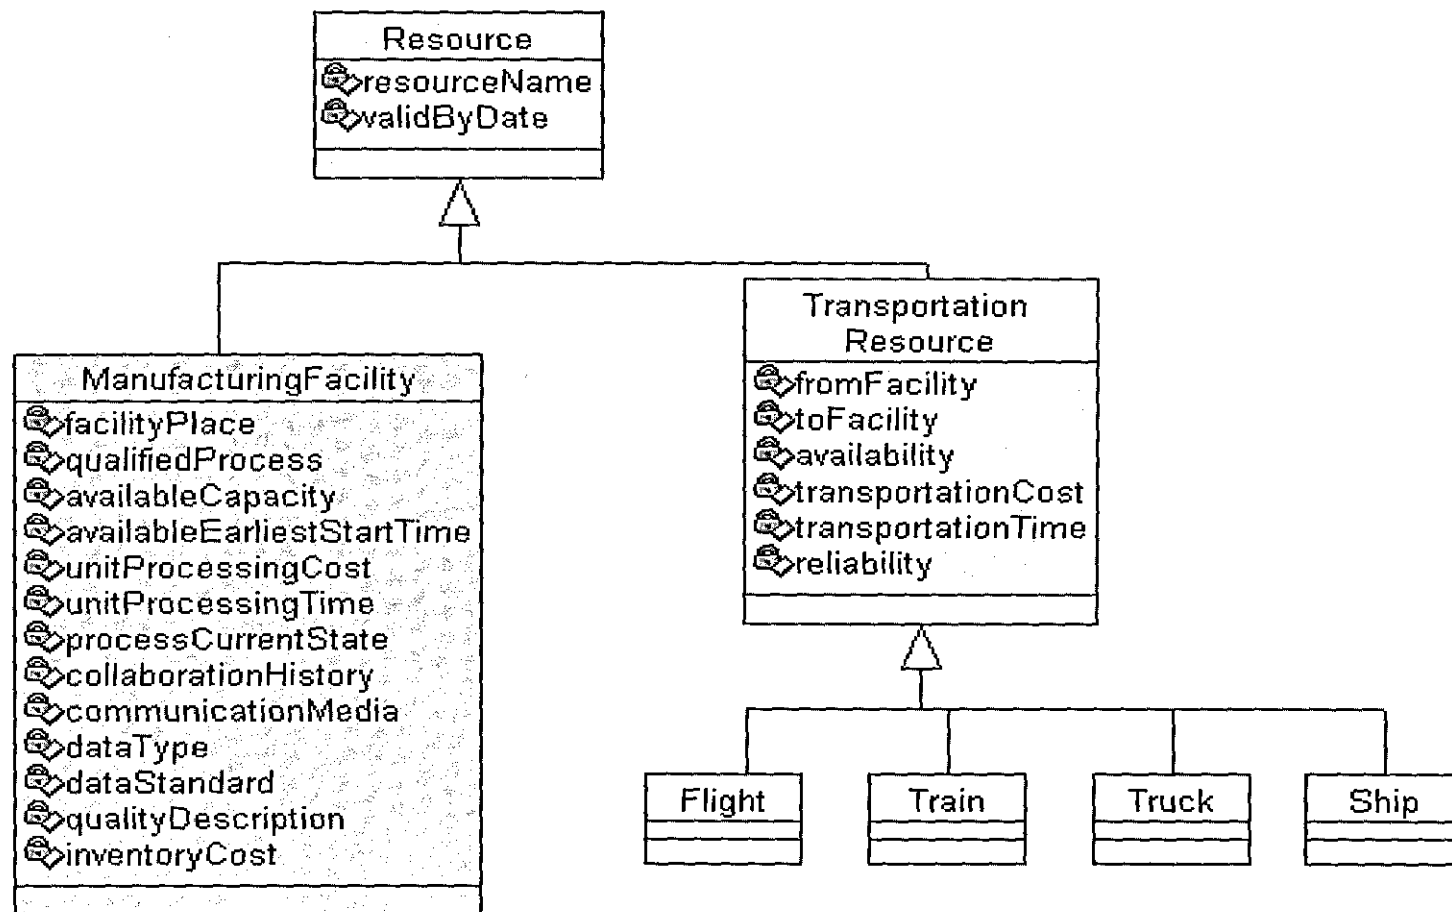 Resource
resourceName
validByDate
Transportation
Resource
fromFacility
toFacility
availability
transportationCost
transportationTime
reliability
ManufacturingFacility
facilityPlace
qualifiedProcess
availableCapacity
availableEarliestStartTime
unitProcessingCost
unitProcessingTime
processCurrentState
collaborationHistory
communicationMedia
dataType
dataStandard
qualityDescription
inventoryCost
Flight
Train
Truck
Ship